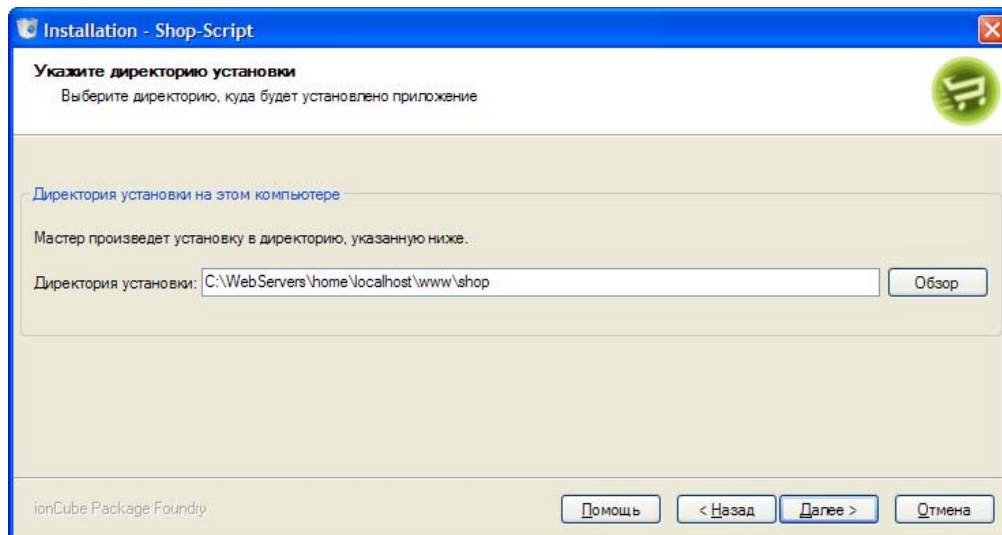 Installation - Shop-Script
Укажите директорию установки
Выберите директорию, куда будет установлено приложение
Директория установки на этом компьютере
Мастер произведет установку в директорию, указанную ниже.
Директория установки: C:\WebServers\home\localhost\www\shop Обзор
ionCube Package Foundry Помощь < Назад Далее > Отмена